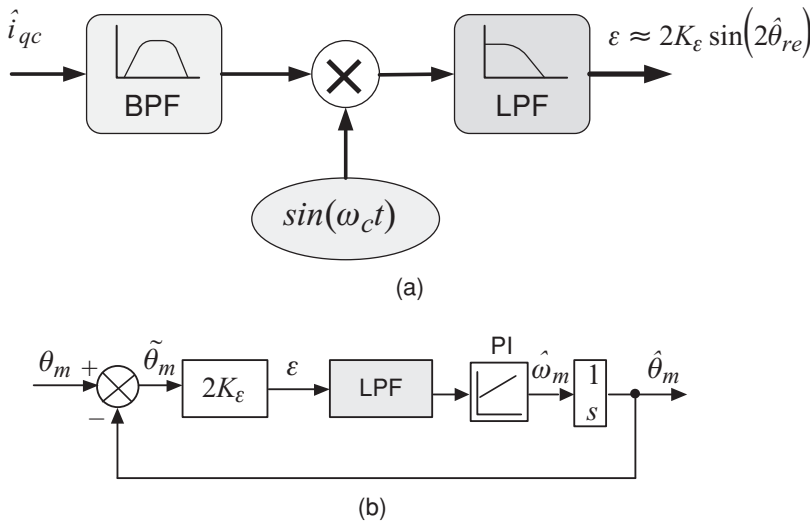 î_qc
BPF
sin(ω_c t)
LPF
ε ≈ 2K_ε sin(2θ̂_re)
(a)
θ_m
+
−
θ̃_m
2K_ε
ε
LPF
PI
ω̂_m
1
s
θ̂_m
(b)